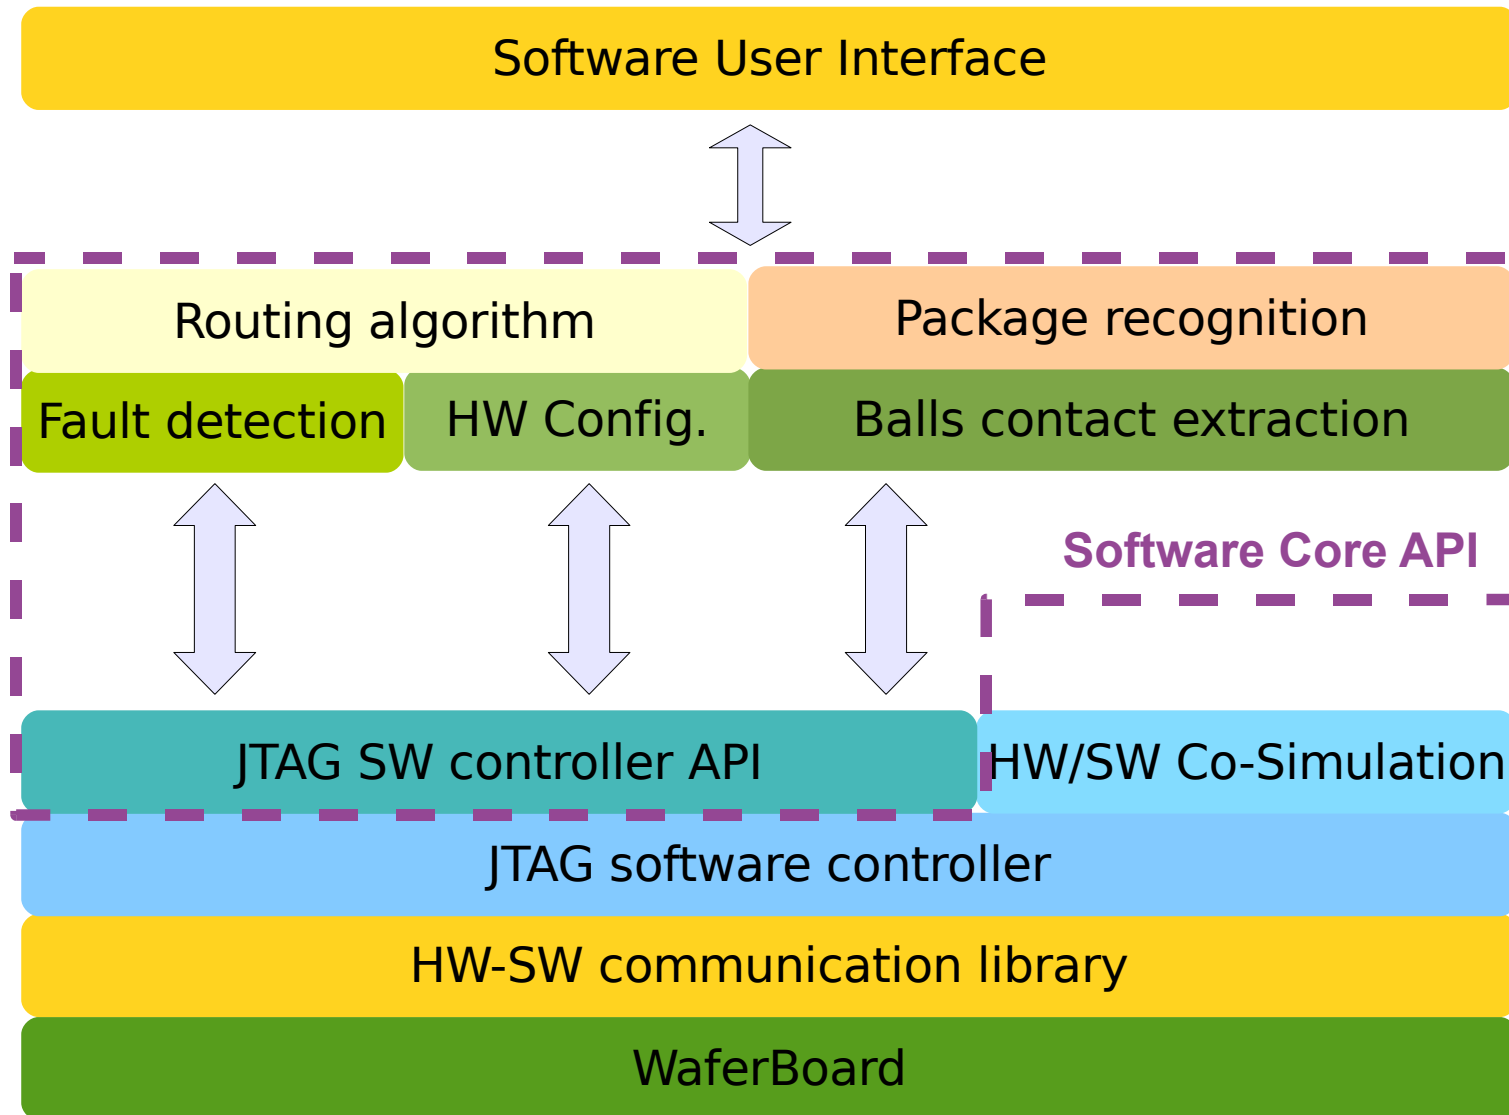 Software User Interface
Routing algorithm
Package recognition
Fault detection
HW Config.
Balls contact extraction
Software Core API
JTAG SW controller API
HW/SW Co-Simulation
JTAG software controller
HW-SW communication library
WaferBoard